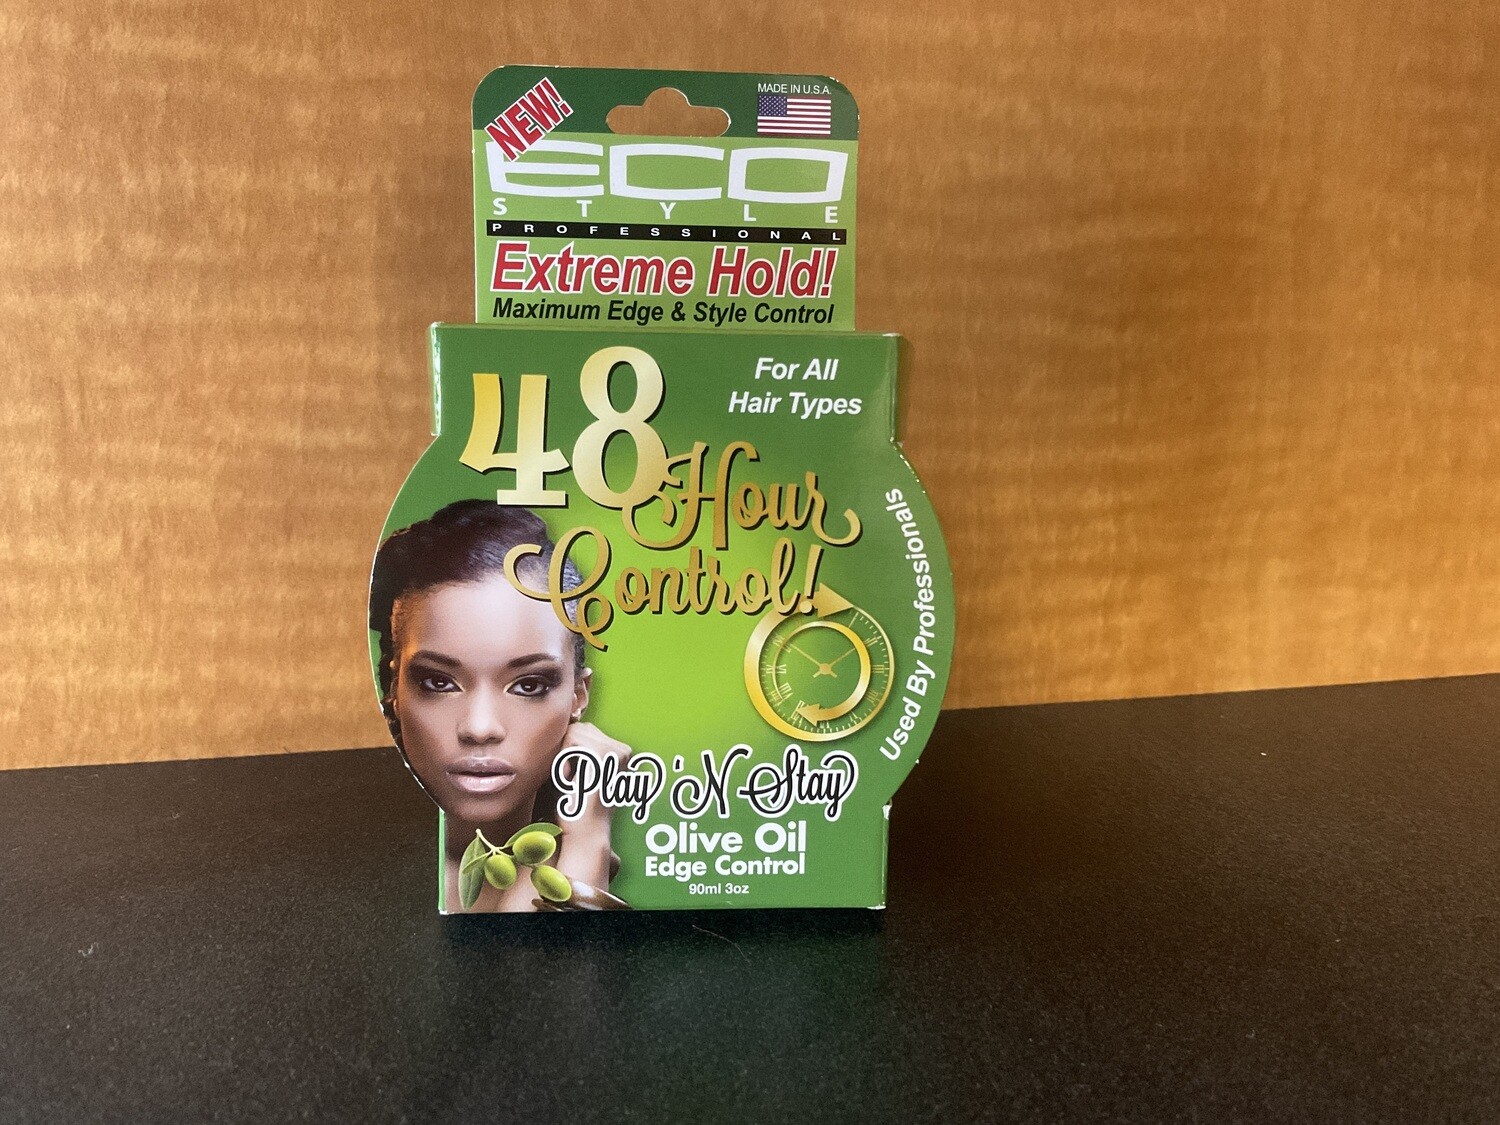 NEW!
MADE IN U.S.A.
ECO
STYLE
PROFESSIONAL
Extreme Hold!
Maximum Edge & Style Control
For All
Hair Types
48
Hour
Control!
Used By Professionals
Play 'N Stay
Olive Oil
Edge Control
90ml 3oz